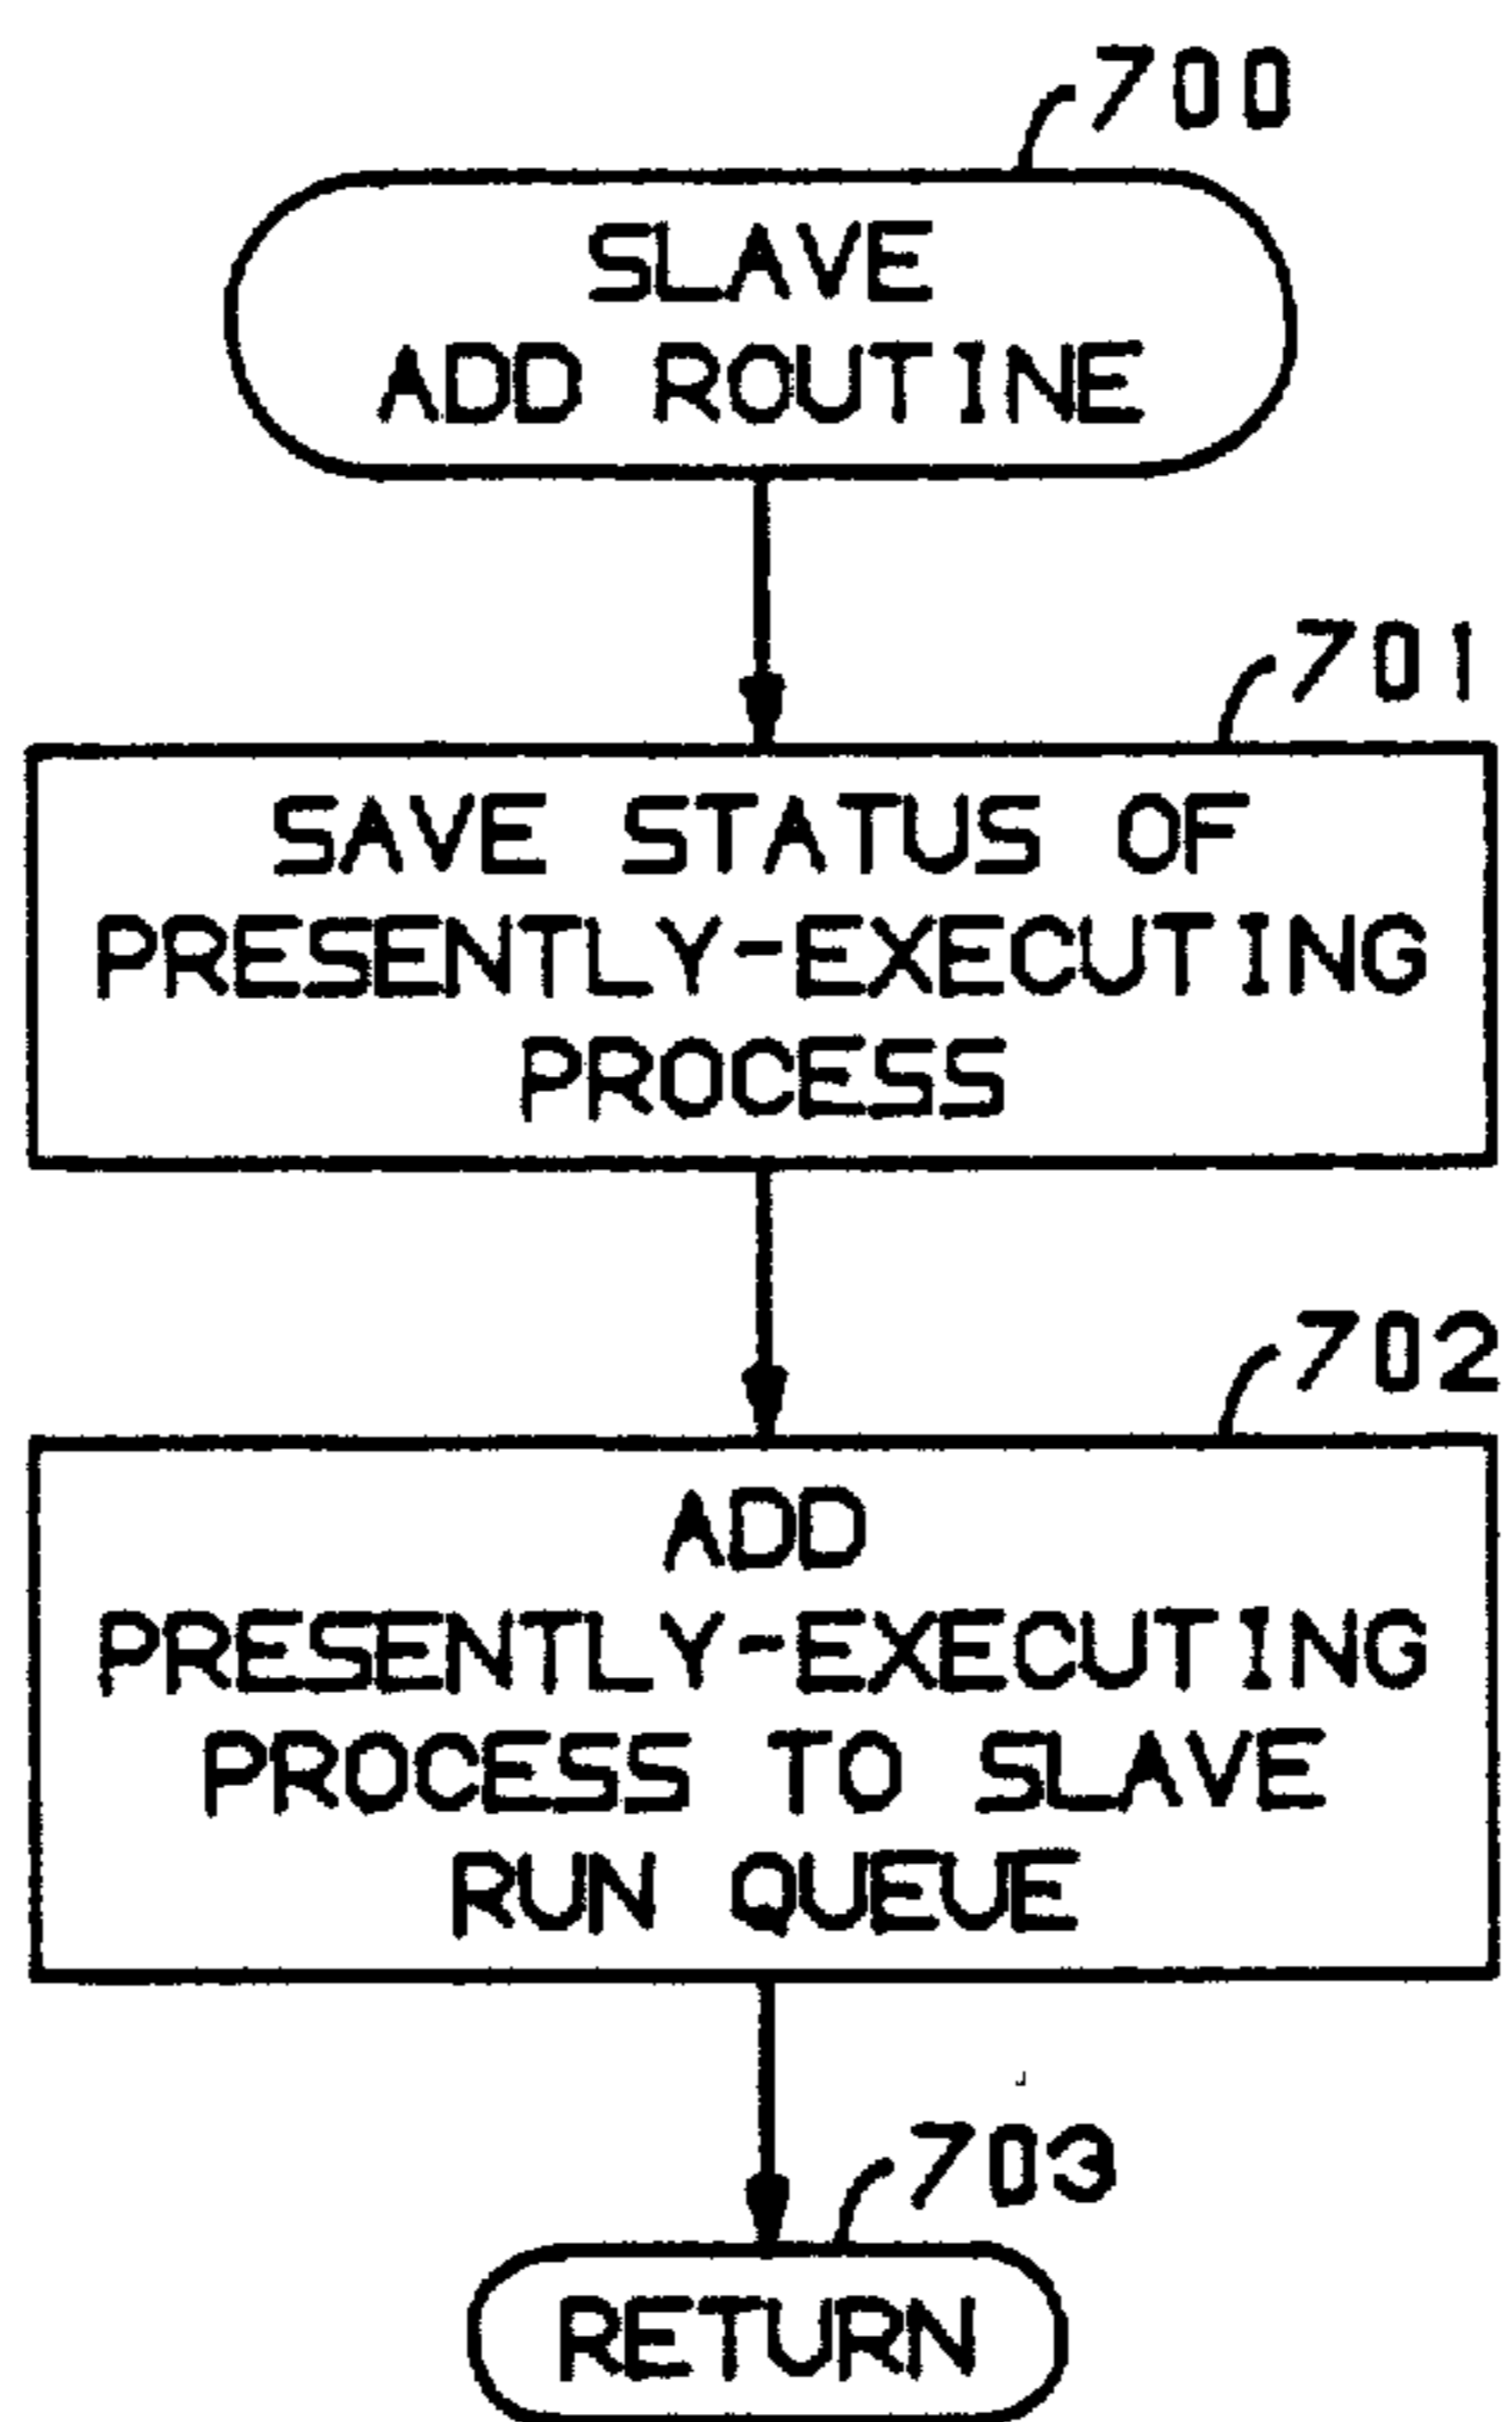 700
SLAVE
ADD ROUTINE
701
SAVE STATUS OF
PRESENTLY-EXECUTING
PROCESS
702
ADD
PRESENTLY-EXECUTING
PROCESS TO SLAVE
RUN QUEUE
703
RETURN